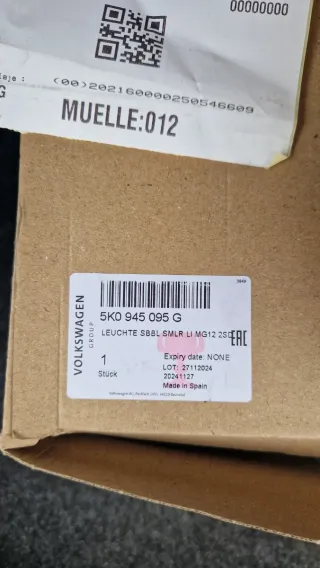 00000000
(00)202160000250546609
G
MUELLE:012
VOLKSWAGEN
GROUP
5K0 945 095 G
LEUCHTE SBBL SMLR LI MG12 2SD
EAC
1
Stück
Expiry date: NONE
LOT: 27112024
20241127
Made in Spain